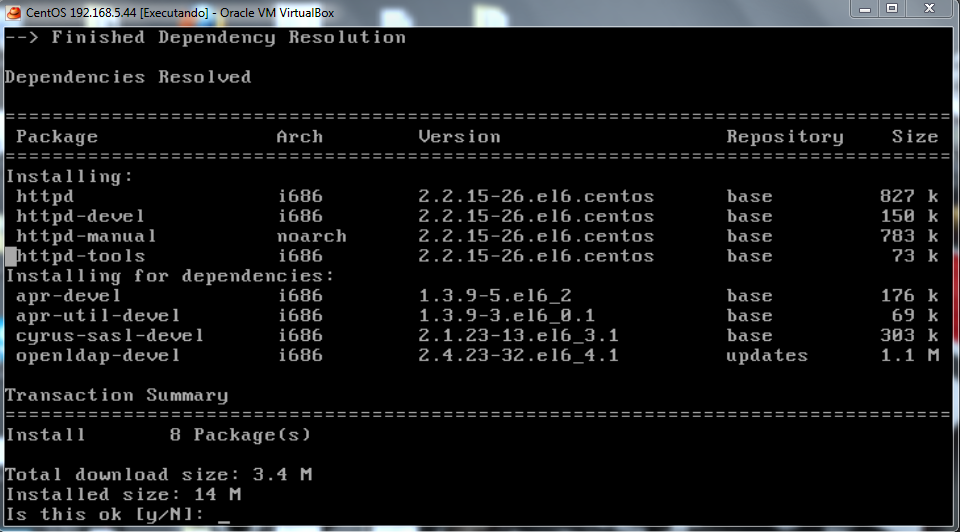 CentOS 192.168.5.44 [Executando] - Oracle VM VirtualBox
--> Finished Dependency Resolution
Dependencies Resolved
================================================================================
Package Arch Version Repository Size
================================================================================
Installing:
httpd i686 2.2.15-26.el6.centos base 827 k
httpd-devel i686 2.2.15-26.el6.centos base 150 k
httpd-manual noarch 2.2.15-26.el6.centos base 783 k
httpd-tools i686 2.2.15-26.el6.centos base 73 k
Installing for dependencies:
apr-devel i686 1.3.9-5.el6_2 base 176 k
apr-util-devel i686 1.3.9-3.el6_0.1 base 69 k
cyrus-sasl-devel i686 2.1.23-13.el6_3.1 base 303 k
openldap-devel i686 2.4.23-32.el6_4.1 updates 1.1 M
Transaction Summary
================================================================================
Install 8 Package(s)
Total download size: 3.4 M
Installed size: 14 M
Is this ok [y/N]: _